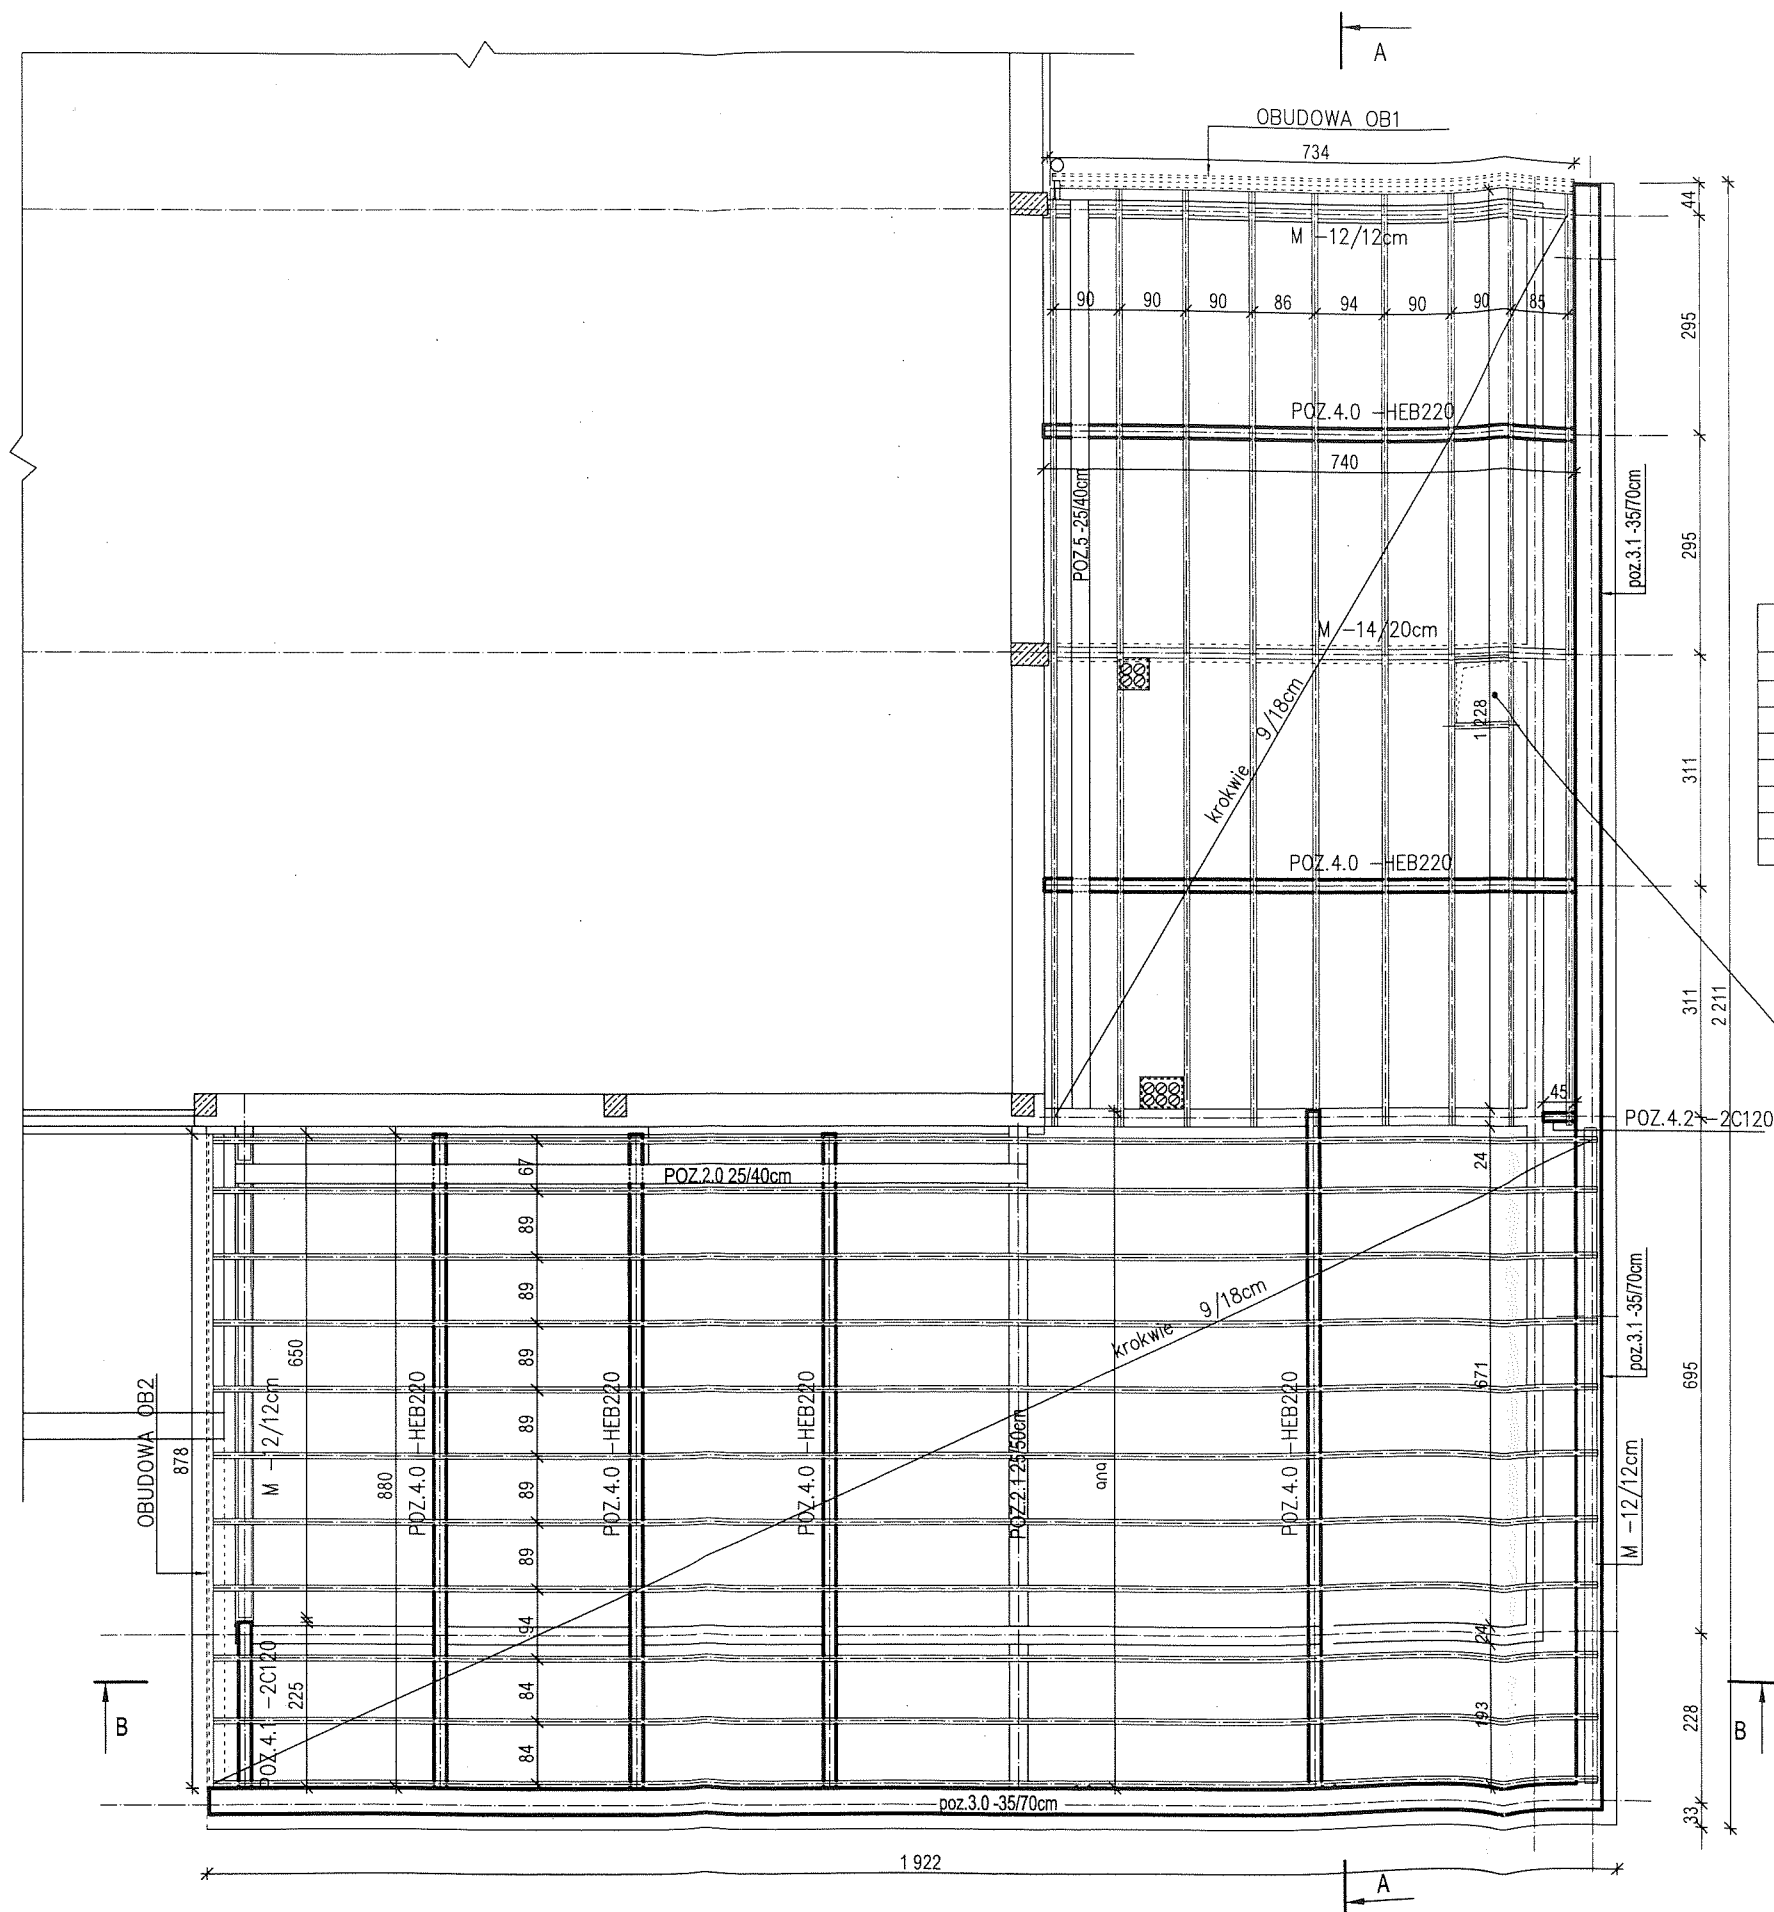 A
OBUDOWA OB1
734
44
M -12/12cm
90
90
90
86
94
90
90
85
295
POZ.4.0 -HEB220
740
POZ.5 -25/40cm
poz.3.1 -35/70cm
295
M -14/20cm
9/18cm
krokwie
1 228
311
POZ.4.0 -HEB220
311
2 211
45
POZ.4.2 -2C120
67
POZ.2.0 25/40cm
24
89
89
89
89
89
89
94
84
84
650
225
880
878
OBUDOWA OB2
M -12/12cm
POZ.4.0 -HEB220
POZ.4.0 -HEB220
POZ.4.0 -HEB220
POZ.2.1 25/50cm
POZ.4.0 -HEB220
krokwie
9/18cm
671
695
poz.3.1 -35/70cm
M -12/12cm
24
193
228
33
POZ.4.1 -2C120
B
B
poz.3.0 -35/70cm
1 922
A